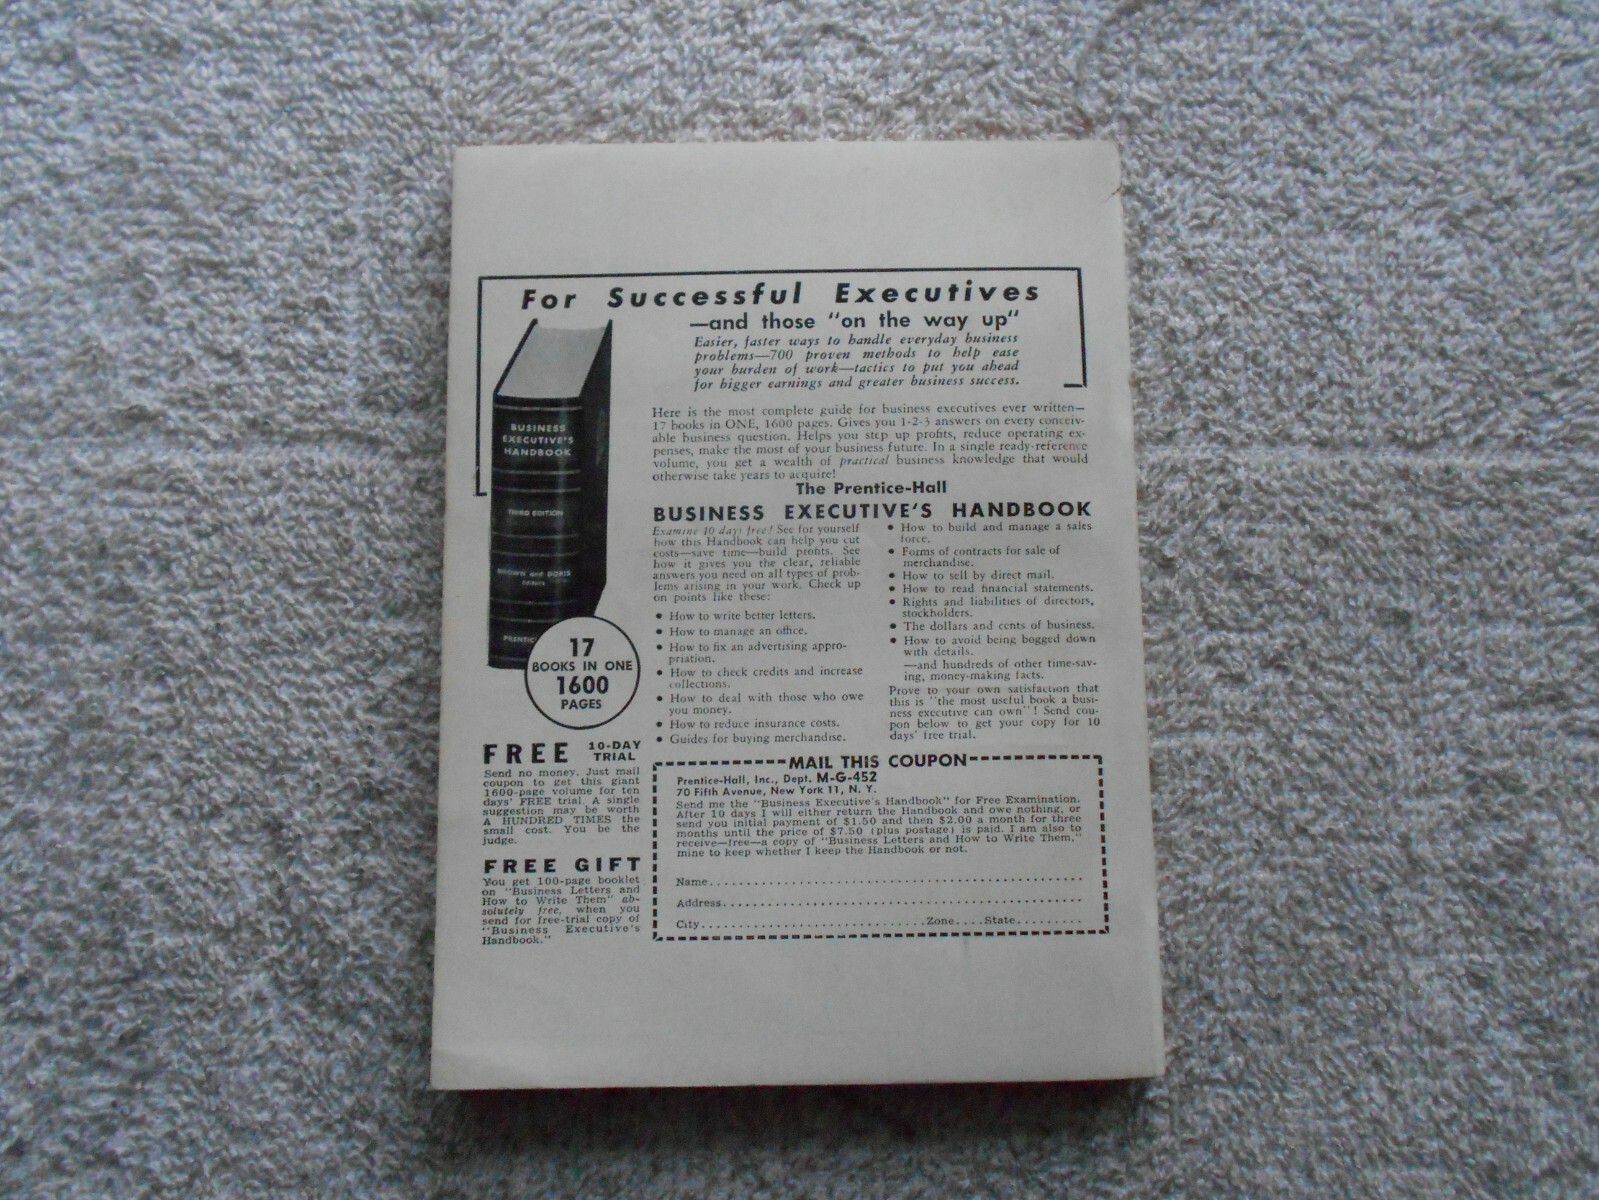 For Successful Executives
—and those "on the way up"
Easier, faster ways to handle everyday business
problems—700 proven methods to help ease
your burden of work—tactics to put you ahead
for bigger earnings and greater business success.
BUSINESS
EXECUTIVE'S
HANDBOOK
THIRD EDITION
BROWN and DORIS
PRENTIC
17
BOOKS IN ONE
1600
PAGES
Here is the most complete guide for business executives ever written—
17 books in ONE, 1600 pages. Gives you 1-2-3 answers on every conceiv-
able business question. Helps you step up profits, reduce operating ex-
penses, make the most of your business future. In a single ready-reference
volume, you get a wealth of practical business knowledge that would
otherwise take years to acquire!
The Prentice-Hall
BUSINESS EXECUTIVE'S HANDBOOK
Examine 10 days free! See for yourself
how this Handbook can help you cut
costs—save time—build profits. See
how it gives you the clear, reliable
answers you need on all types of prob-
lems arising in your work. Check up
on points like these:
• How to write better letters.
• How to manage an office.
• How to fix an advertising appro-
priation.
• How to check credits and increase
collections.
• How to deal with those who owe
you money.
• How to reduce insurance costs.
• Guides for buying merchandise.
• How to build and manage a sales
force.
• Forms of contracts for sale of
merchandise.
• How to sell by direct mail.
• How to read financial statements.
• Rights and liabilities of directors,
stockholders.
• The dollars and cents of business.
• How to avoid being bogged down
with details.
—and hundreds of other time-sav-
ing, money-making facts.
Prove to your own satisfaction that
this is "the most useful book a busi-
ness executive can own"! Send cou-
pon below to get your copy for 10
days' free trial.
FREE 10-DAY
TRIAL
Send no money. Just mail
coupon to get this giant
1600-page volume for ten
days' FREE trial. A single
suggestion may be worth
A HUNDRED TIMES the
small cost. You be the
judge.
FREE GIFT
You get 100-page booklet
on "Business Letters and
How to Write Them" ab-
solutely free, when you
send for free-trial copy of
"Business Executive's
Handbook."
MAIL THIS COUPON
Prentice-Hall, Inc., Dept. M-G-452
70 Fifth Avenue, New York 11, N. Y.
Send me the "Business Executive's Handbook" for Free Examination.
After 10 days I will either return the Handbook and owe nothing, or
send you initial payment of $1.50 and then $2.00 a month for three
months until the price of $7.50 (plus postage) is paid. I am also to
receive—free—a copy of "Business Letters and How to Write Them,"
mine to keep whether I keep the Handbook or not.
Name
Address
City Zone State